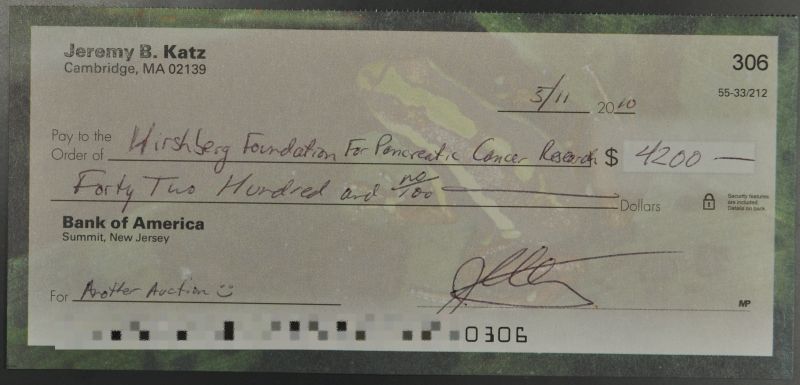 Jeremy B. Katz
Cambridge, MA 02139
306
55-33/212
5/11 2010
Pay to the
Order of Hirshberg Foundation For Pancreatic Cancer Research $ 4200 —
Forty Two Hundred and no/100 — Dollars
Security features
are included.
Details on back.
Bank of America
Summit, New Jersey
For Another Auction ☺
MP
0306